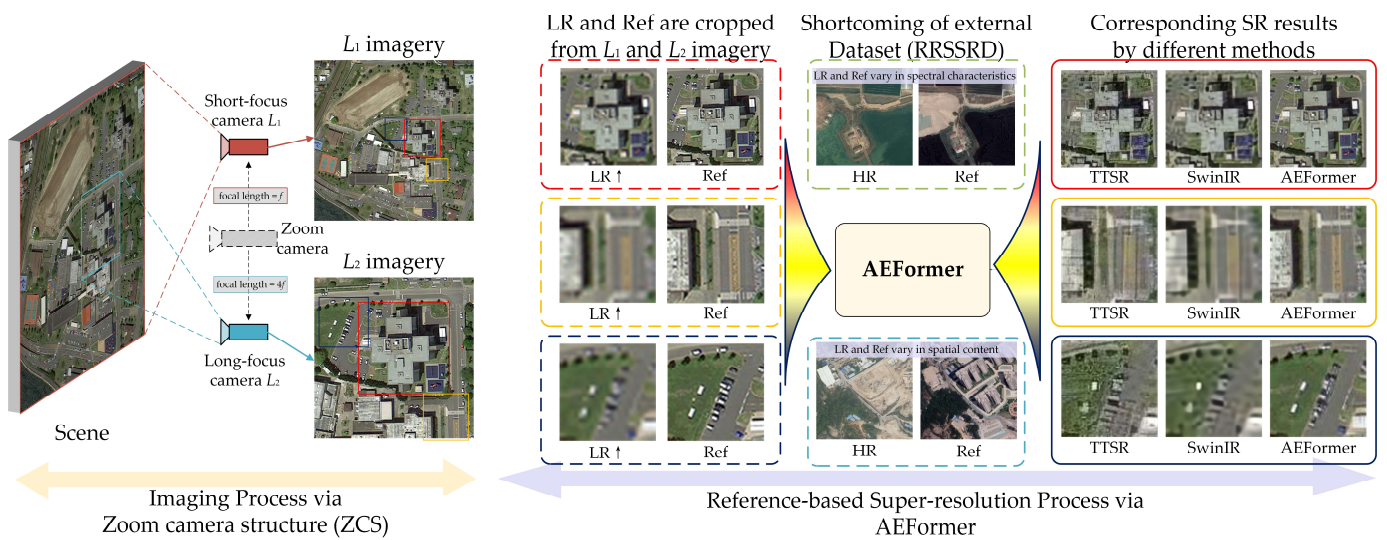 L1 imagery
Short-focus
camera L1
focal length = f
Zoom
camera
focal length = 4f
Long-focus
camera L2
L2 imagery
Scene
Imaging Process via
Zoom camera structure (ZCS)
LR and Ref are cropped
from L1 and L2 imagery
LR ↑
Ref
LR ↑
Ref
LR ↑
Ref
Shortcoming of external
Dataset (RRSSRD)
LR and Ref vary in spectral characteristics
HR
Ref
AEFormer
LR and Ref vary in spatial content
HR
Ref
Corresponding SR results
by different methods
TTSR
SwinIR
AEFormer
TTSR
SwinIR
AEFormer
TTSR
SwinIR
AEFormer
Reference-based Super-resolution Process via
AEFormer